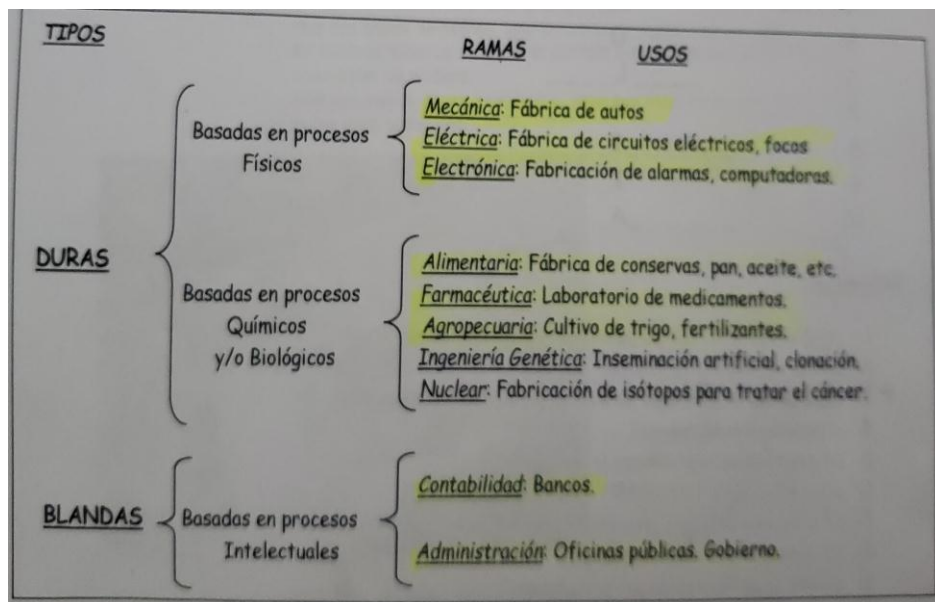 TIPOS
RAMAS
USOS
DURAS
Basadas en procesos
Físicos
Mecánica: Fábrica de autos
Eléctrica: Fábrica de circuitos eléctricos, focos
Electrónica: Fabricación de alarmas, computadoras.
Basadas en procesos
Químicos
y/o Biológicos
Alimentaria: Fábrica de conservas, pan, aceite, etc.
Farmacéutica: Laboratorio de medicamentos.
Agropecuaria: Cultivo de trigo, fertilizantes.
Ingeniería Genética: Inseminación artificial, clonación.
Nuclear: Fabricación de isótopos para tratar el cáncer.
BLANDAS
Basadas en procesos
Intelectuales
Contabilidad: Bancos.
Administración: Oficinas públicas. Gobierno.